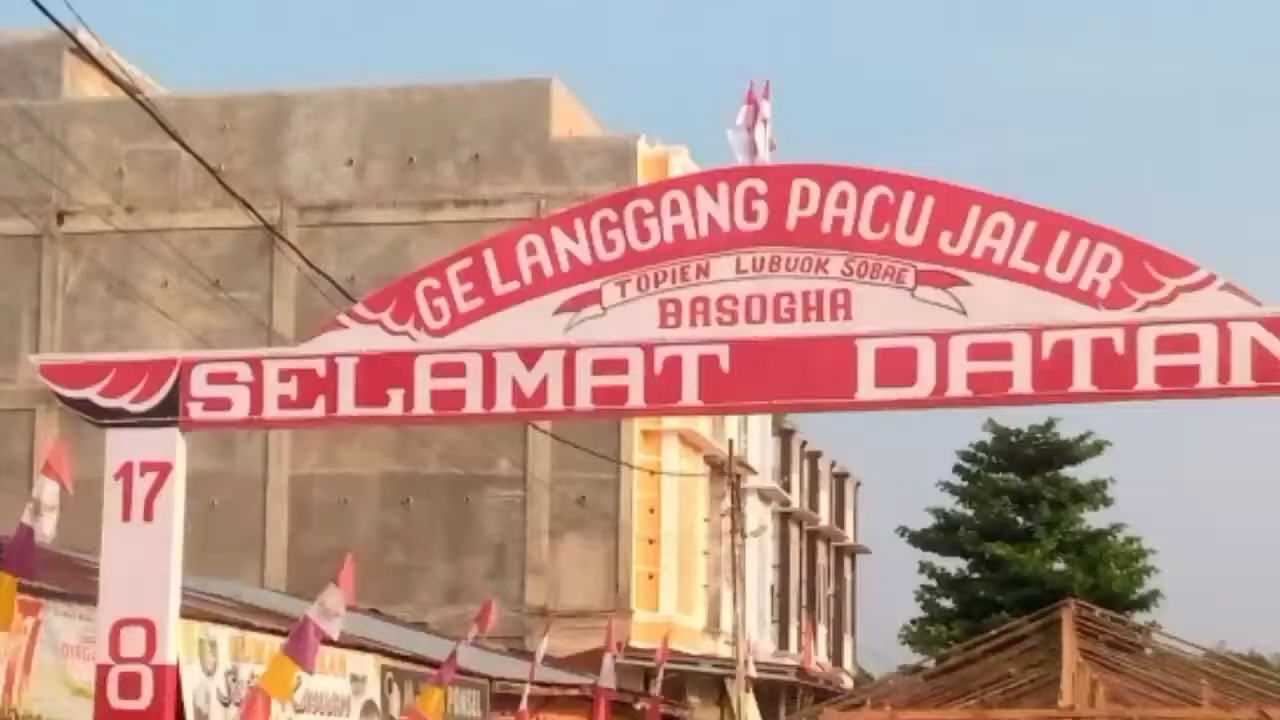 GELANGGANG PACU JALUR
TOPIEN LUBUOK SOBAE
BASOGHA
SELAMAT DATAN
17
8